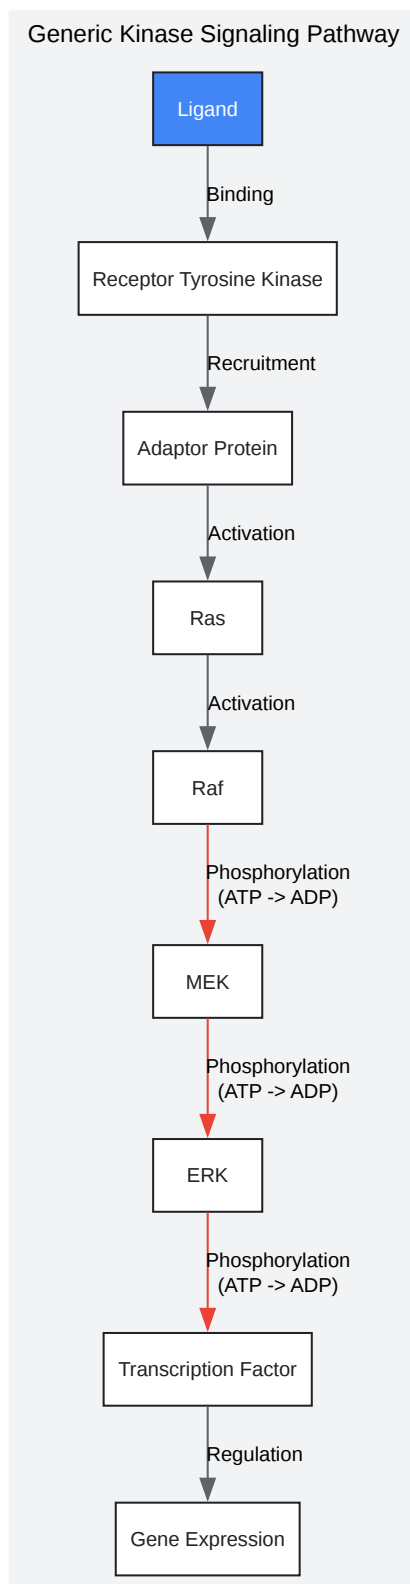 Generic Kinase Signaling Pathway
Ligand
Binding
Receptor Tyrosine Kinase
Recruitment
Adaptor Protein
Activation
Ras
Activation
Raf
Phosphorylation
(ATP -> ADP)
MEK
Phosphorylation
(ATP -> ADP)
ERK
Phosphorylation
(ATP -> ADP)
Transcription Factor
Regulation
Gene Expression